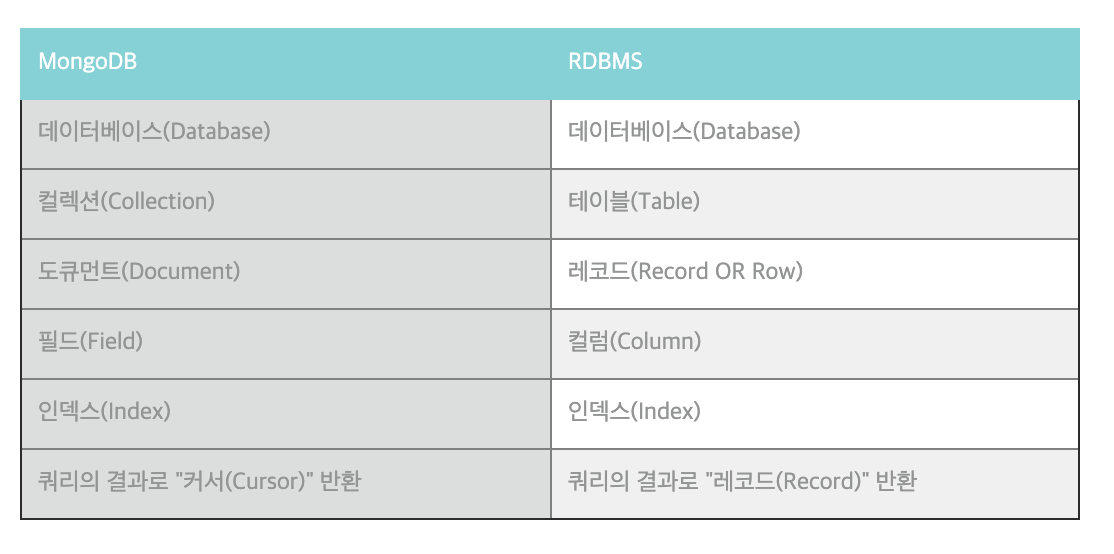 MongoDB RDBMS
데이터베이스(Database) 데이터베이스(Database)
컬렉션(Collection) 테이블(Table)
도큐먼트(Document) 레코드(Record OR Row)
필드(Field) 컬럼(Column)
인덱스(Index) 인덱스(Index)
쿼리의 결과로 "커서(Cursor)" 반환 쿼리의 결과로 "레코드(Record)" 반환